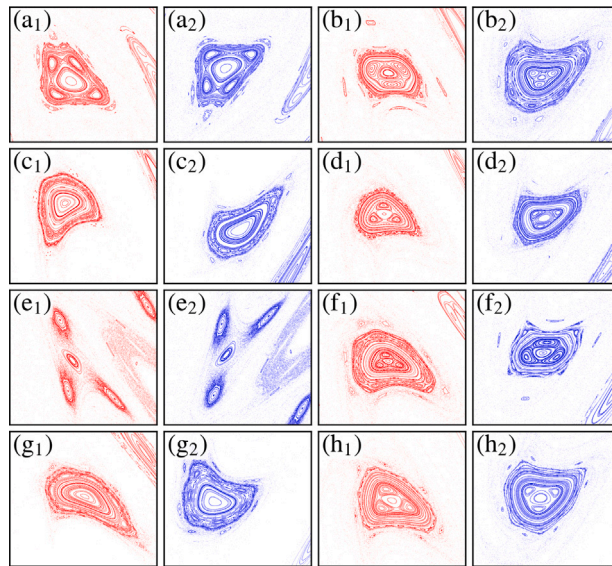 (a₁) (a₂) (b₁) (b₂)
(c₁) (c₂) (d₁) (d₂)
(e₁) (e₂) (f₁) (f₂)
(g₁) (g₂) (h₁) (h₂)